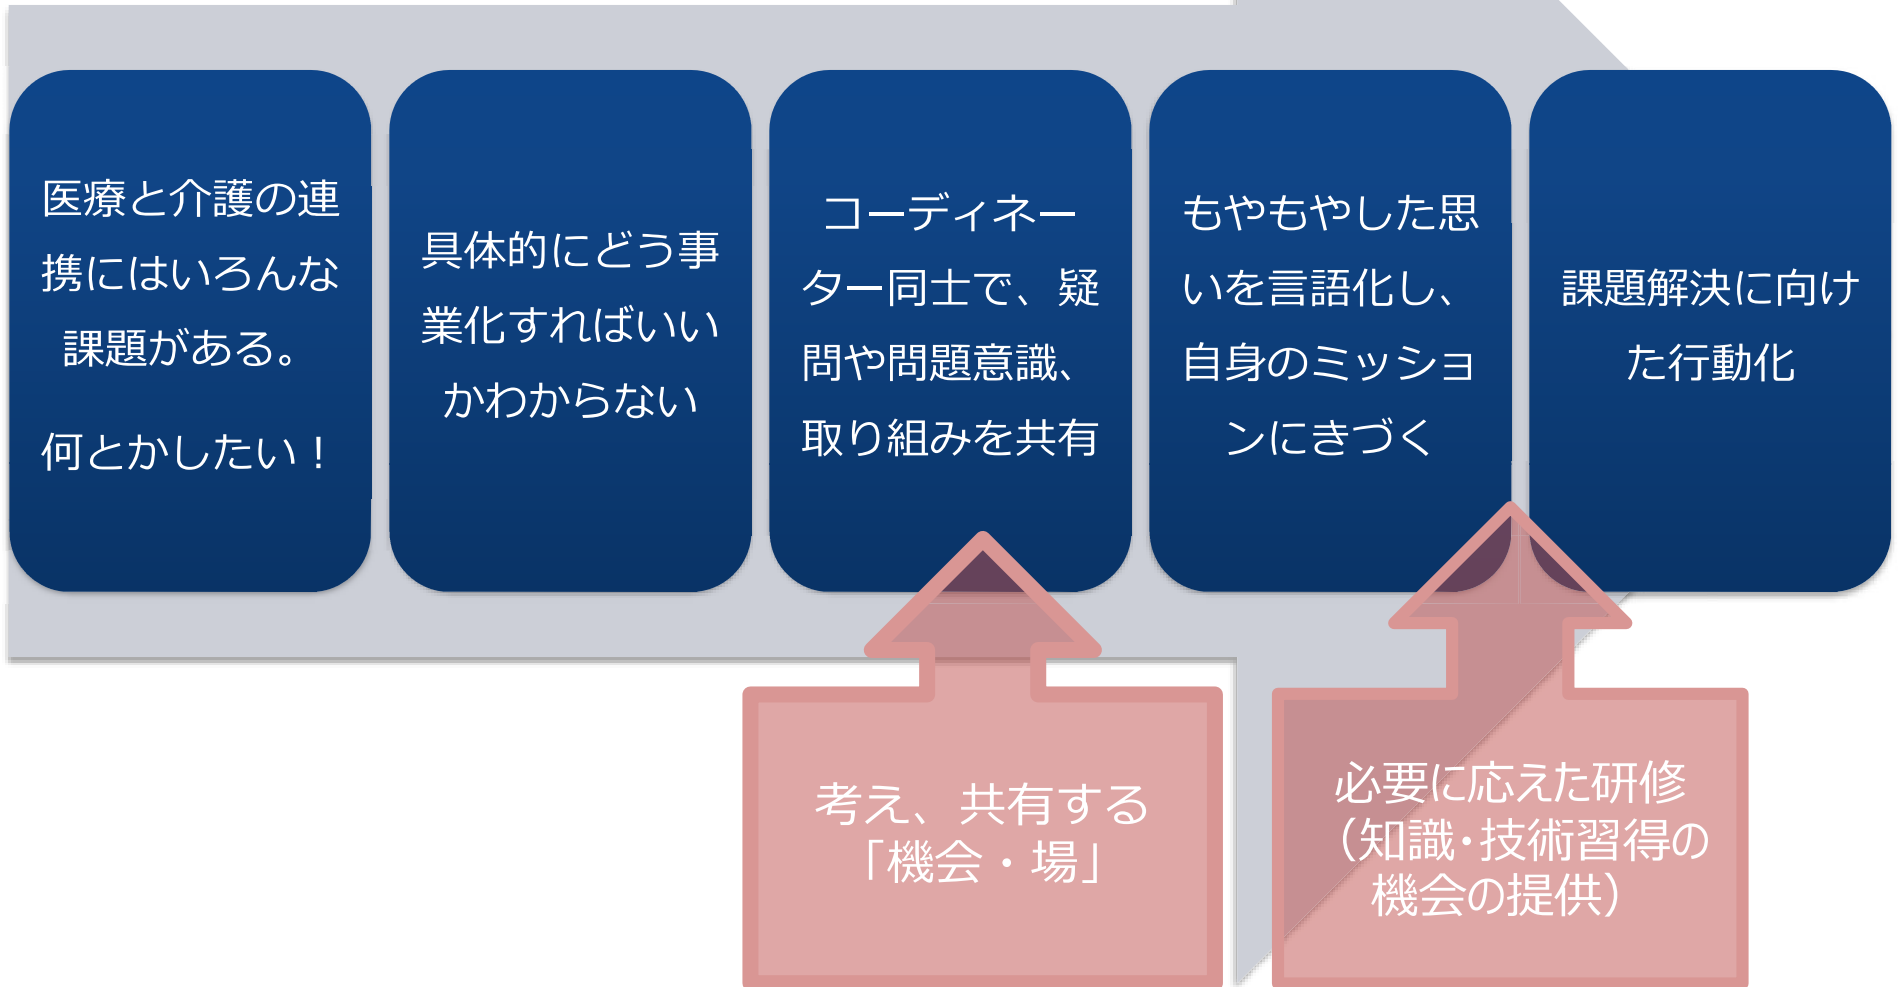 医療と介護の連
携にはいろんな
課題がある。
何とかしたい！
具体的にどう事
業化すればいい
かわからない
コーディネー
ター同士で、疑
問や問題意識、
取り組みを共有
もやもやした思
いを言語化し、
自身のミッショ
ンにきづく
課題解決に向け
た行動化
考え、共有する
「機会・場」
必要に応えた研修
（知識･技術習得の
機会の提供）